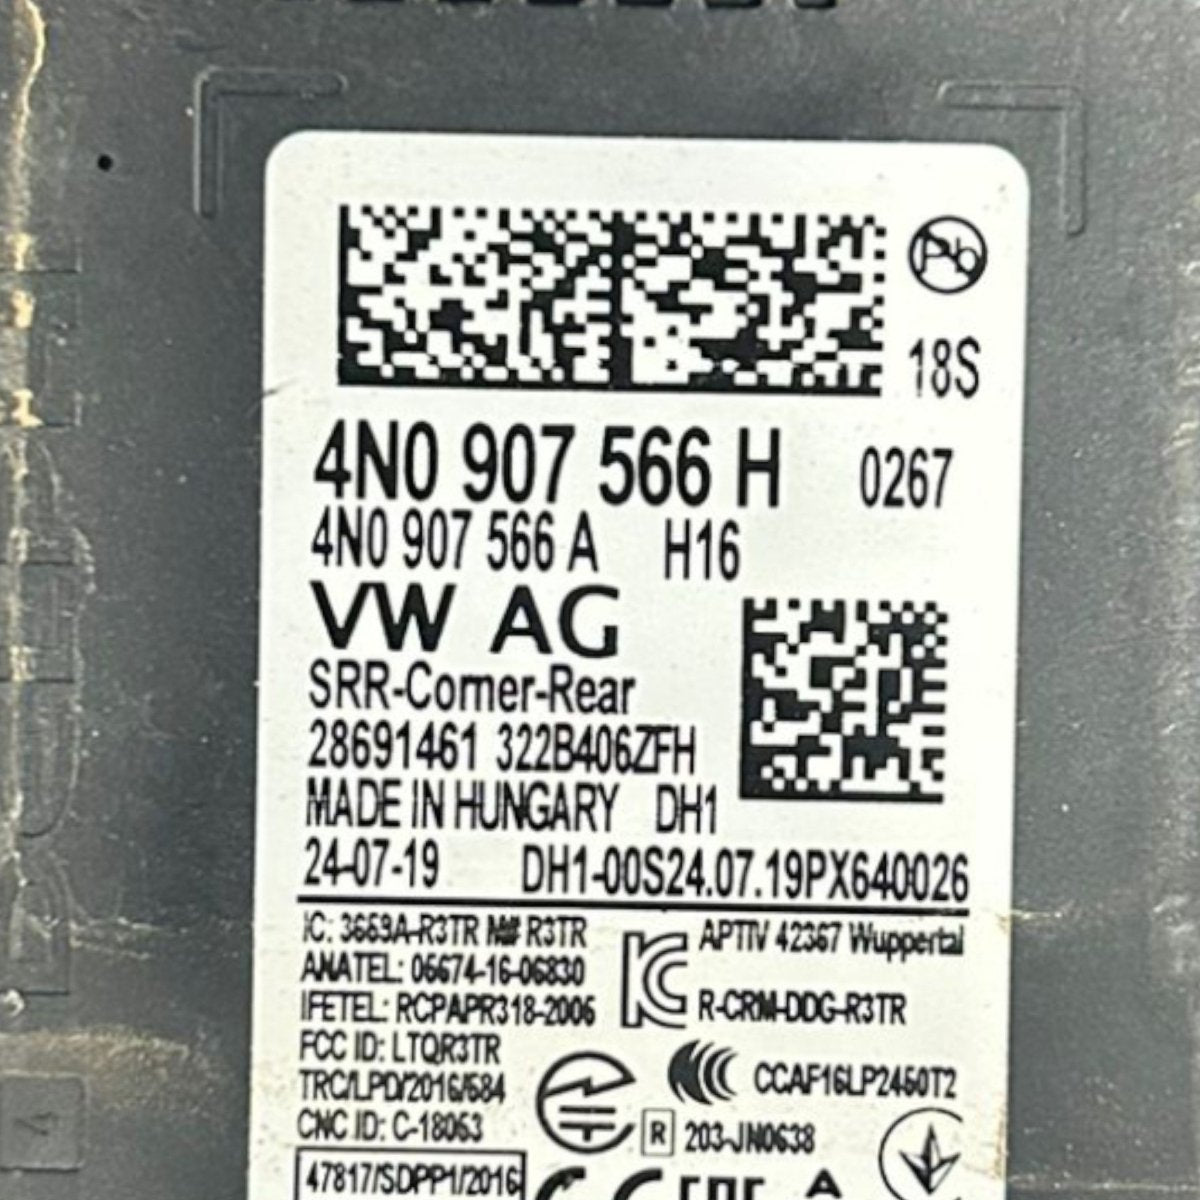 Pb
18S
4N0 907 566 H 0267
4N0 907 566 A H16
VW AG
SRR-Corner-Rear
28691461 322B406ZFH
MADE IN HUNGARY DH1
24-07-19 DH1-00S24.07.19PX640026
IC: 3659A-R3TR M# R3TR
APTIV 42367 Wuppertal
ANATEL: 06674-16-06830
IFETEL: RCPAPR318-2006
R-CRM-DDG-R3TR
FCC ID: LTQR3TR
TRC/LPD/2016/684
CCAF16LP2460T2
CNC ID: C-18063
R 203-JN0638
47817/SDPP1/2016